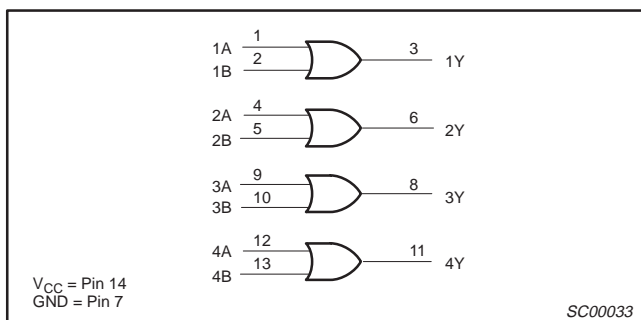 1A 1 3 1Y
1B 2
2A 4 6 2Y
2B 5
3A 9 8 3Y
3B 10
4A 12 11 4Y
4B 13
VCC = Pin 14
GND = Pin 7
SC00033